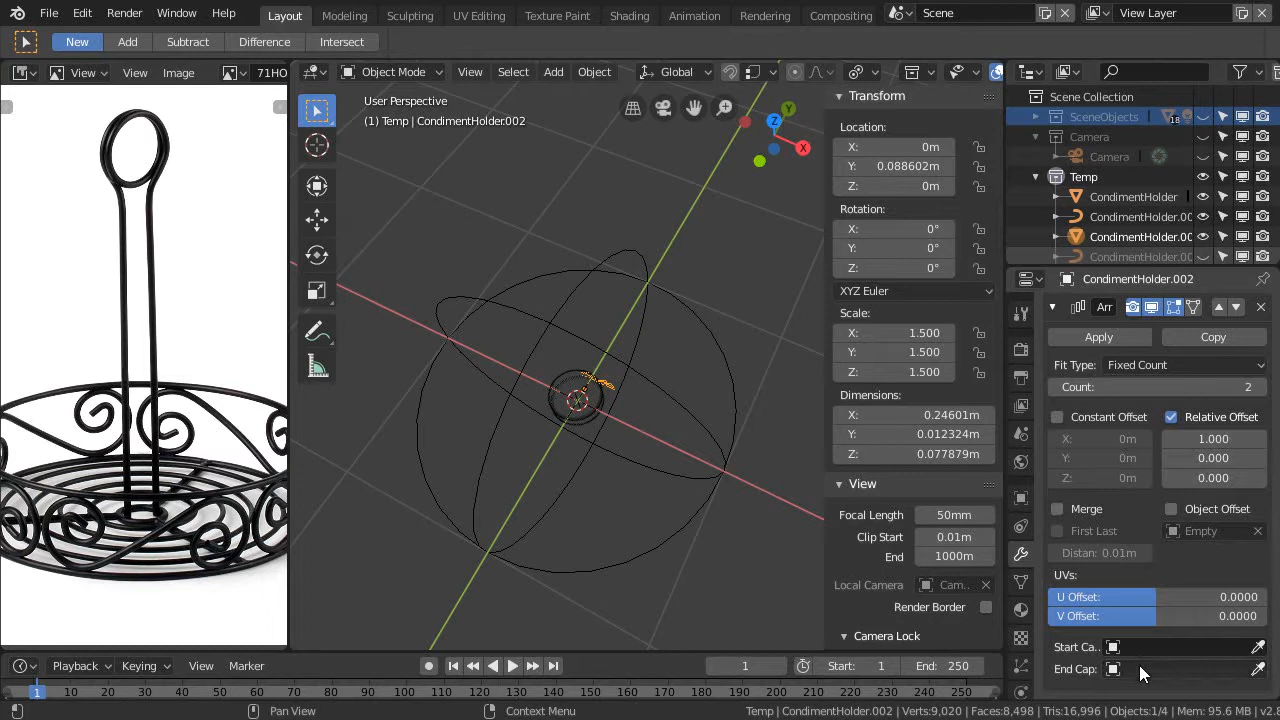 File Edit Render Window Help Layout Modeling Sculpting UV Editing Texture Paint Shading Animation Rendering Compositing Scene View Layer
New Add Subtract Difference Intersect
View View Image 71HO Object Mode View Select Add Object Global
User Perspective
(1) Temp | CondimentHolder.002
Z Y X
Transform
Location:
X: 0m
Y: 0.088602m
Z: 0m
Rotation:
X: 0°
Y: 0°
Z: 0°
XYZ Euler
Scale:
X: 1.500
Y: 1.500
Z: 1.500
Dimensions:
X: 0.24601m
Y: 0.012324m
Z: 0.077879m
View
Focal Length 50mm
Clip Start 0.01m
End 1000m
Local Camera Cam..
Render Border
Camera Lock
Scene Collection
SceneObjects 18
Camera
Camera
Temp
CondimentHolder
CondimentHolder.00
CondimentHolder.00
CondimentHolder.00
CondimentHolder.002
Arr
Apply Copy
Fit Type: Fixed Count
Count: 2
Constant Offset Relative Offset
X: 0m 1.000
Y: 0m 0.000
Z: 0m 0.000
Merge Object Offset
First Last Empty
Distan: 0.01m
UVs:
U Offset: 0.0000
V Offset: 0.0000
Start Ca..
End Cap:
Playback Keying View Marker 1 Start: 1 End: 250
1 10 20 30 40 50 60 70 80 90 100 110 120 130 140 150 160 170 180 190 200 210 220 230 240 250
Pan View Context Menu Temp | CondimentHolder.002 | Verts:9,020 | Faces:8,498 | Tris:16,996 | Objects:1/4 | Mem: 95.6 MB | v2.8